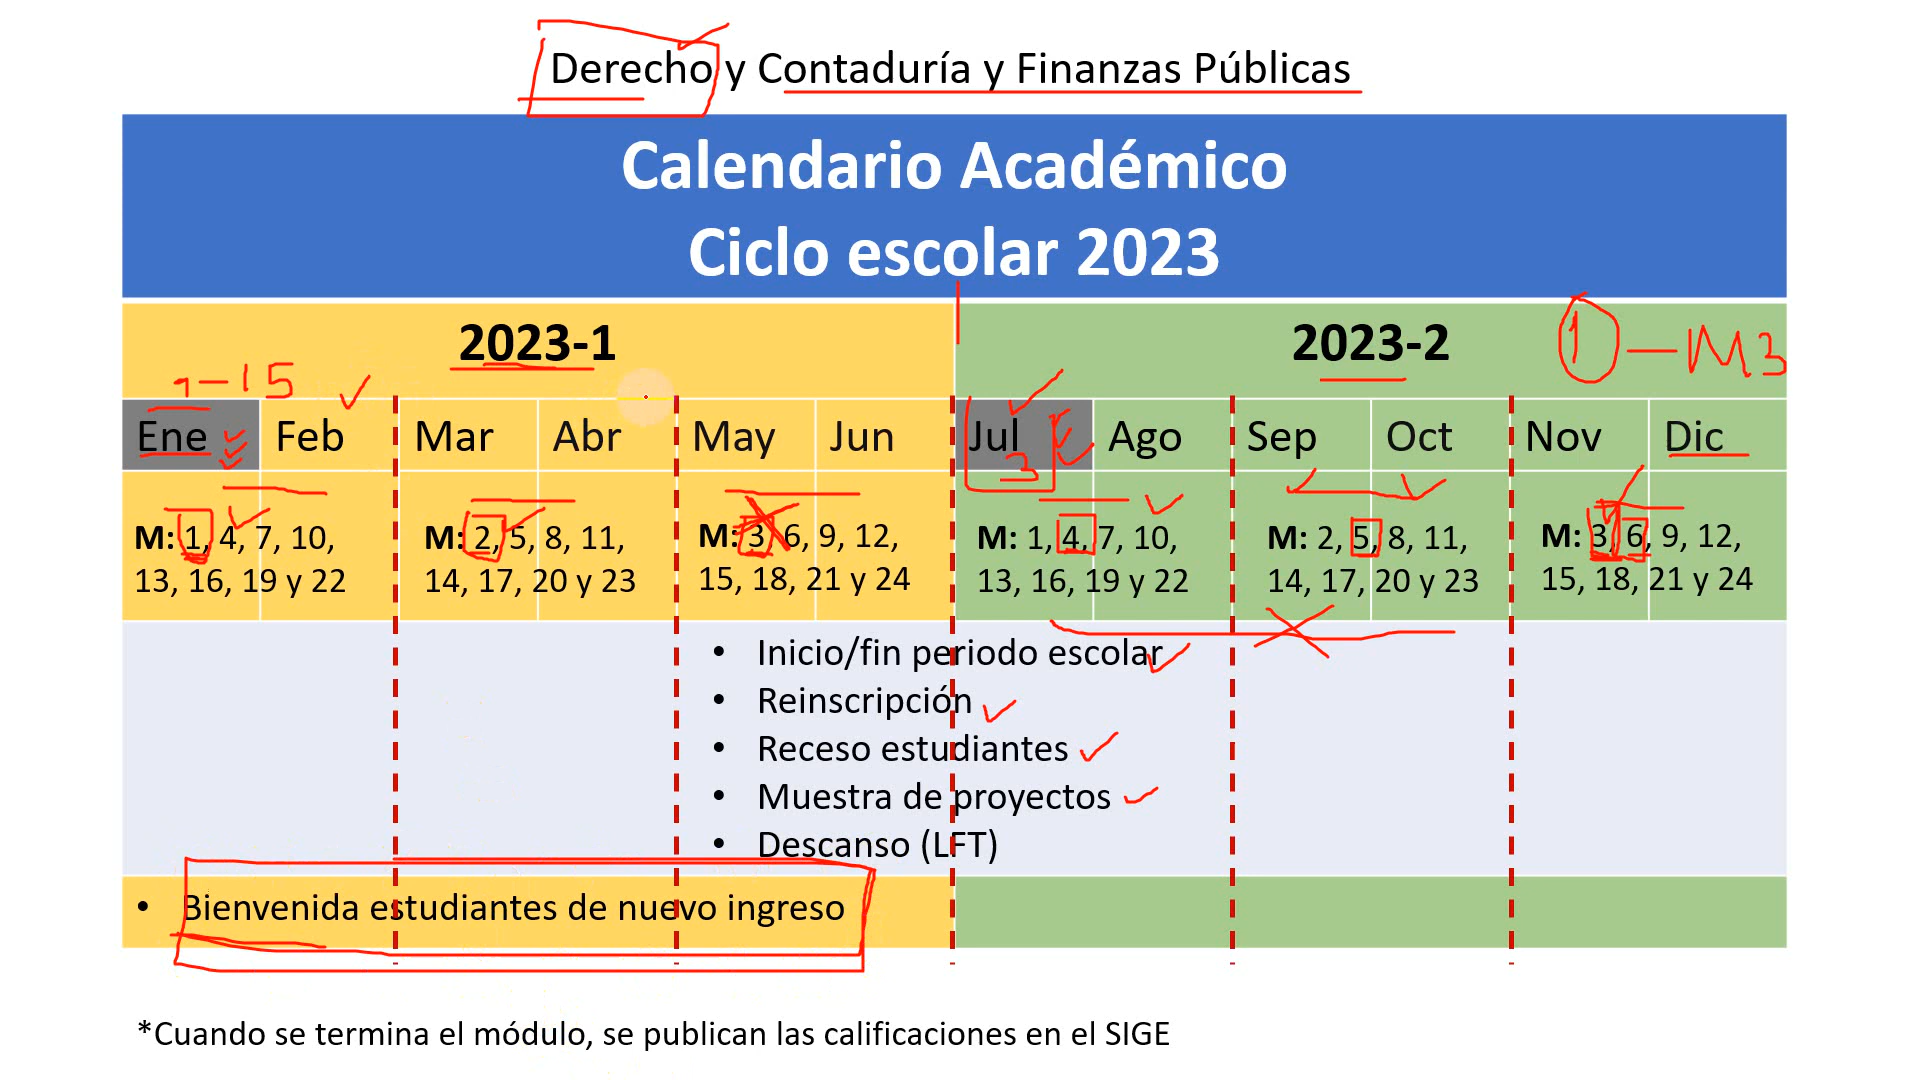 Derecho y Contaduría y Finanzas Públicas
Calendario Académico
Ciclo escolar 2023
2023-1
2023-2
1 — M3
1-15
Ene Feb Mar Abr May Jun Jul Ago Sep Oct Nov Dic
3
M: 1, 4, 7, 10,
13, 16, 19 y 22
M: 2, 5, 8, 11,
14, 17, 20 y 23
M: 3, 6, 9, 12,
15, 18, 21 y 24
M: 1, 4, 7, 10,
13, 16, 19 y 22
M: 2, 5, 8, 11,
14, 17, 20 y 23
M: 3, 6, 9, 12,
15, 18, 21 y 24
• Inicio/fin periodo escolar
• Reinscripción
• Receso estudiantes
• Muestra de proyectos
• Descanso (LFT)
• Bienvenida estudiantes de nuevo ingreso
*Cuando se termina el módulo, se publican las calificaciones en el SIGE